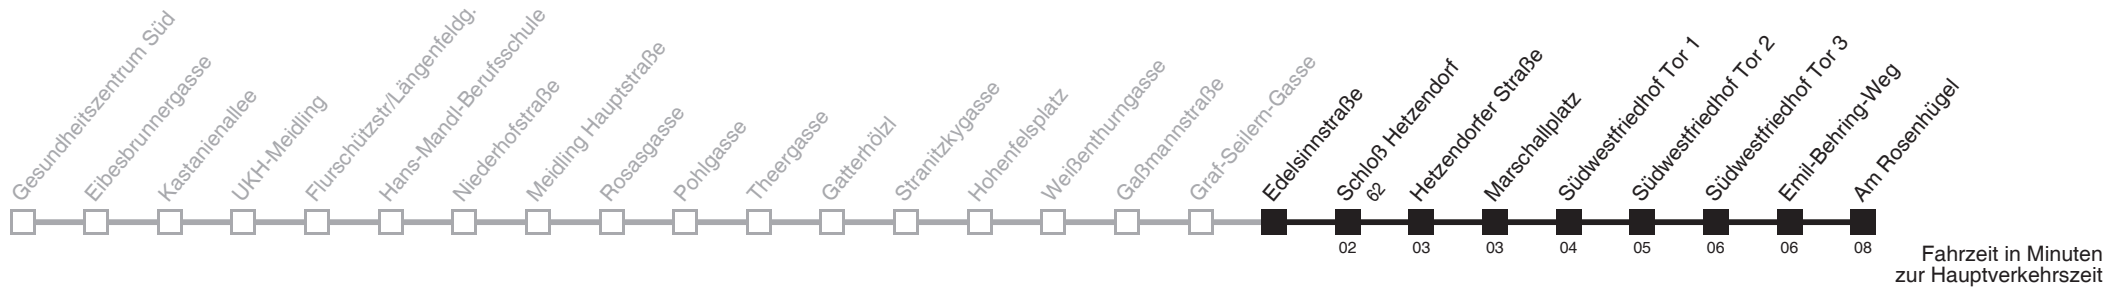 Gesundheitszentrum Süd
Eibesbrunnergasse
Kastanienallee
UKH-Meidling
Flurschützstr/Längenfeldg.
Hans-Mandl-Berufsschule
Niederhofstraße
Meidling Hauptstraße
Rosasgasse
Pohlgasse
Theergasse
Gatterhölzl
Stranitzkygasse
Hohenfelsplatz
Weißenthurngasse
Gaßmannstraße
Graf-Seilern-Gasse
Edelsinnstraße
Schloß Hetzendorf
62
Hetzendorfer Straße
Marschallplatz
Südwestfriedhof Tor 1
Südwestfriedhof Tor 2
Südwestfriedhof Tor 3
Emil-Behring-Weg
Am Rosenhügel
02
03
03
04
05
06
06
08
Fahrzeit in Minuten
zur Hauptverkehrszeit